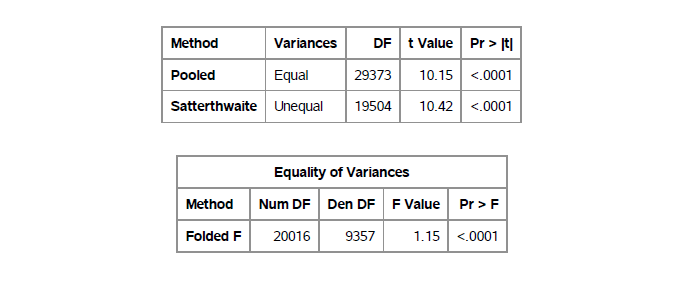 Method Variances DF t Value Pr > |t|
Pooled Equal 29373 10.15 <.0001
Satterthwaite Unequal 19504 10.42 <.0001
Equality of Variances
Method Num DF Den DF F Value Pr > F
Folded F 20016 9357 1.15 <.0001